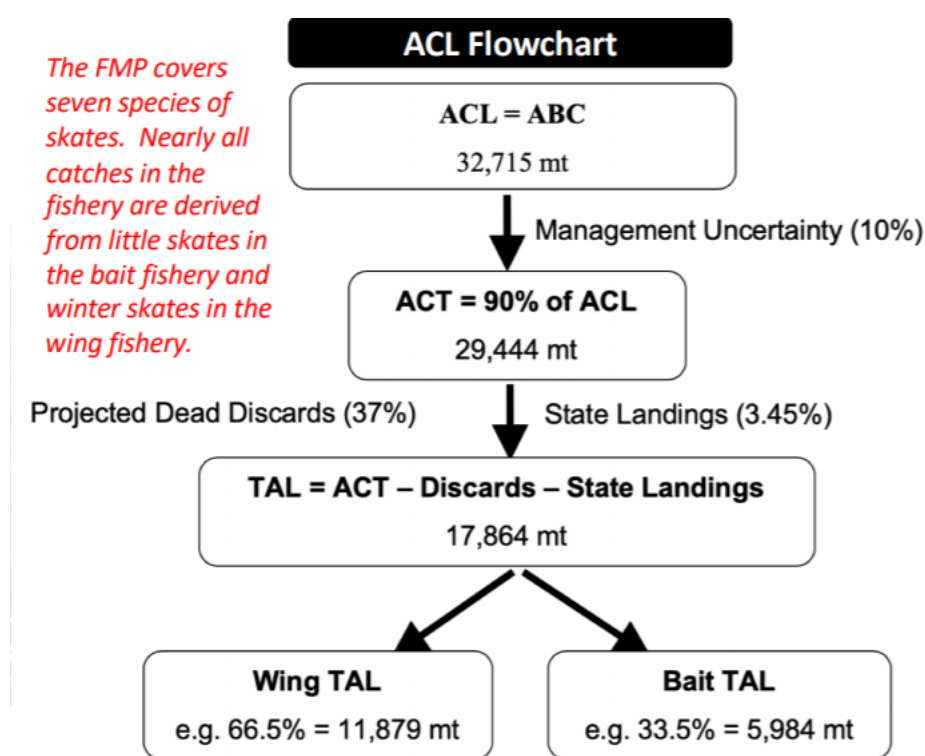 ACL Flowchart
The FMP covers
seven species of
skates.  Nearly all
catches in the
fishery are derived
from little skates in
the bait fishery and
winter skates in the
wing fishery.
ACL = ABC
32,715 mt
Management Uncertainty (10%)
ACT = 90% of ACL
29,444 mt
Projected Dead Discards (37%)
State Landings (3.45%)
TAL = ACT – Discards – State Landings
17,864 mt
Wing TAL
e.g. 66.5% = 11,879 mt
Bait TAL
e.g. 33.5% = 5,984 mt